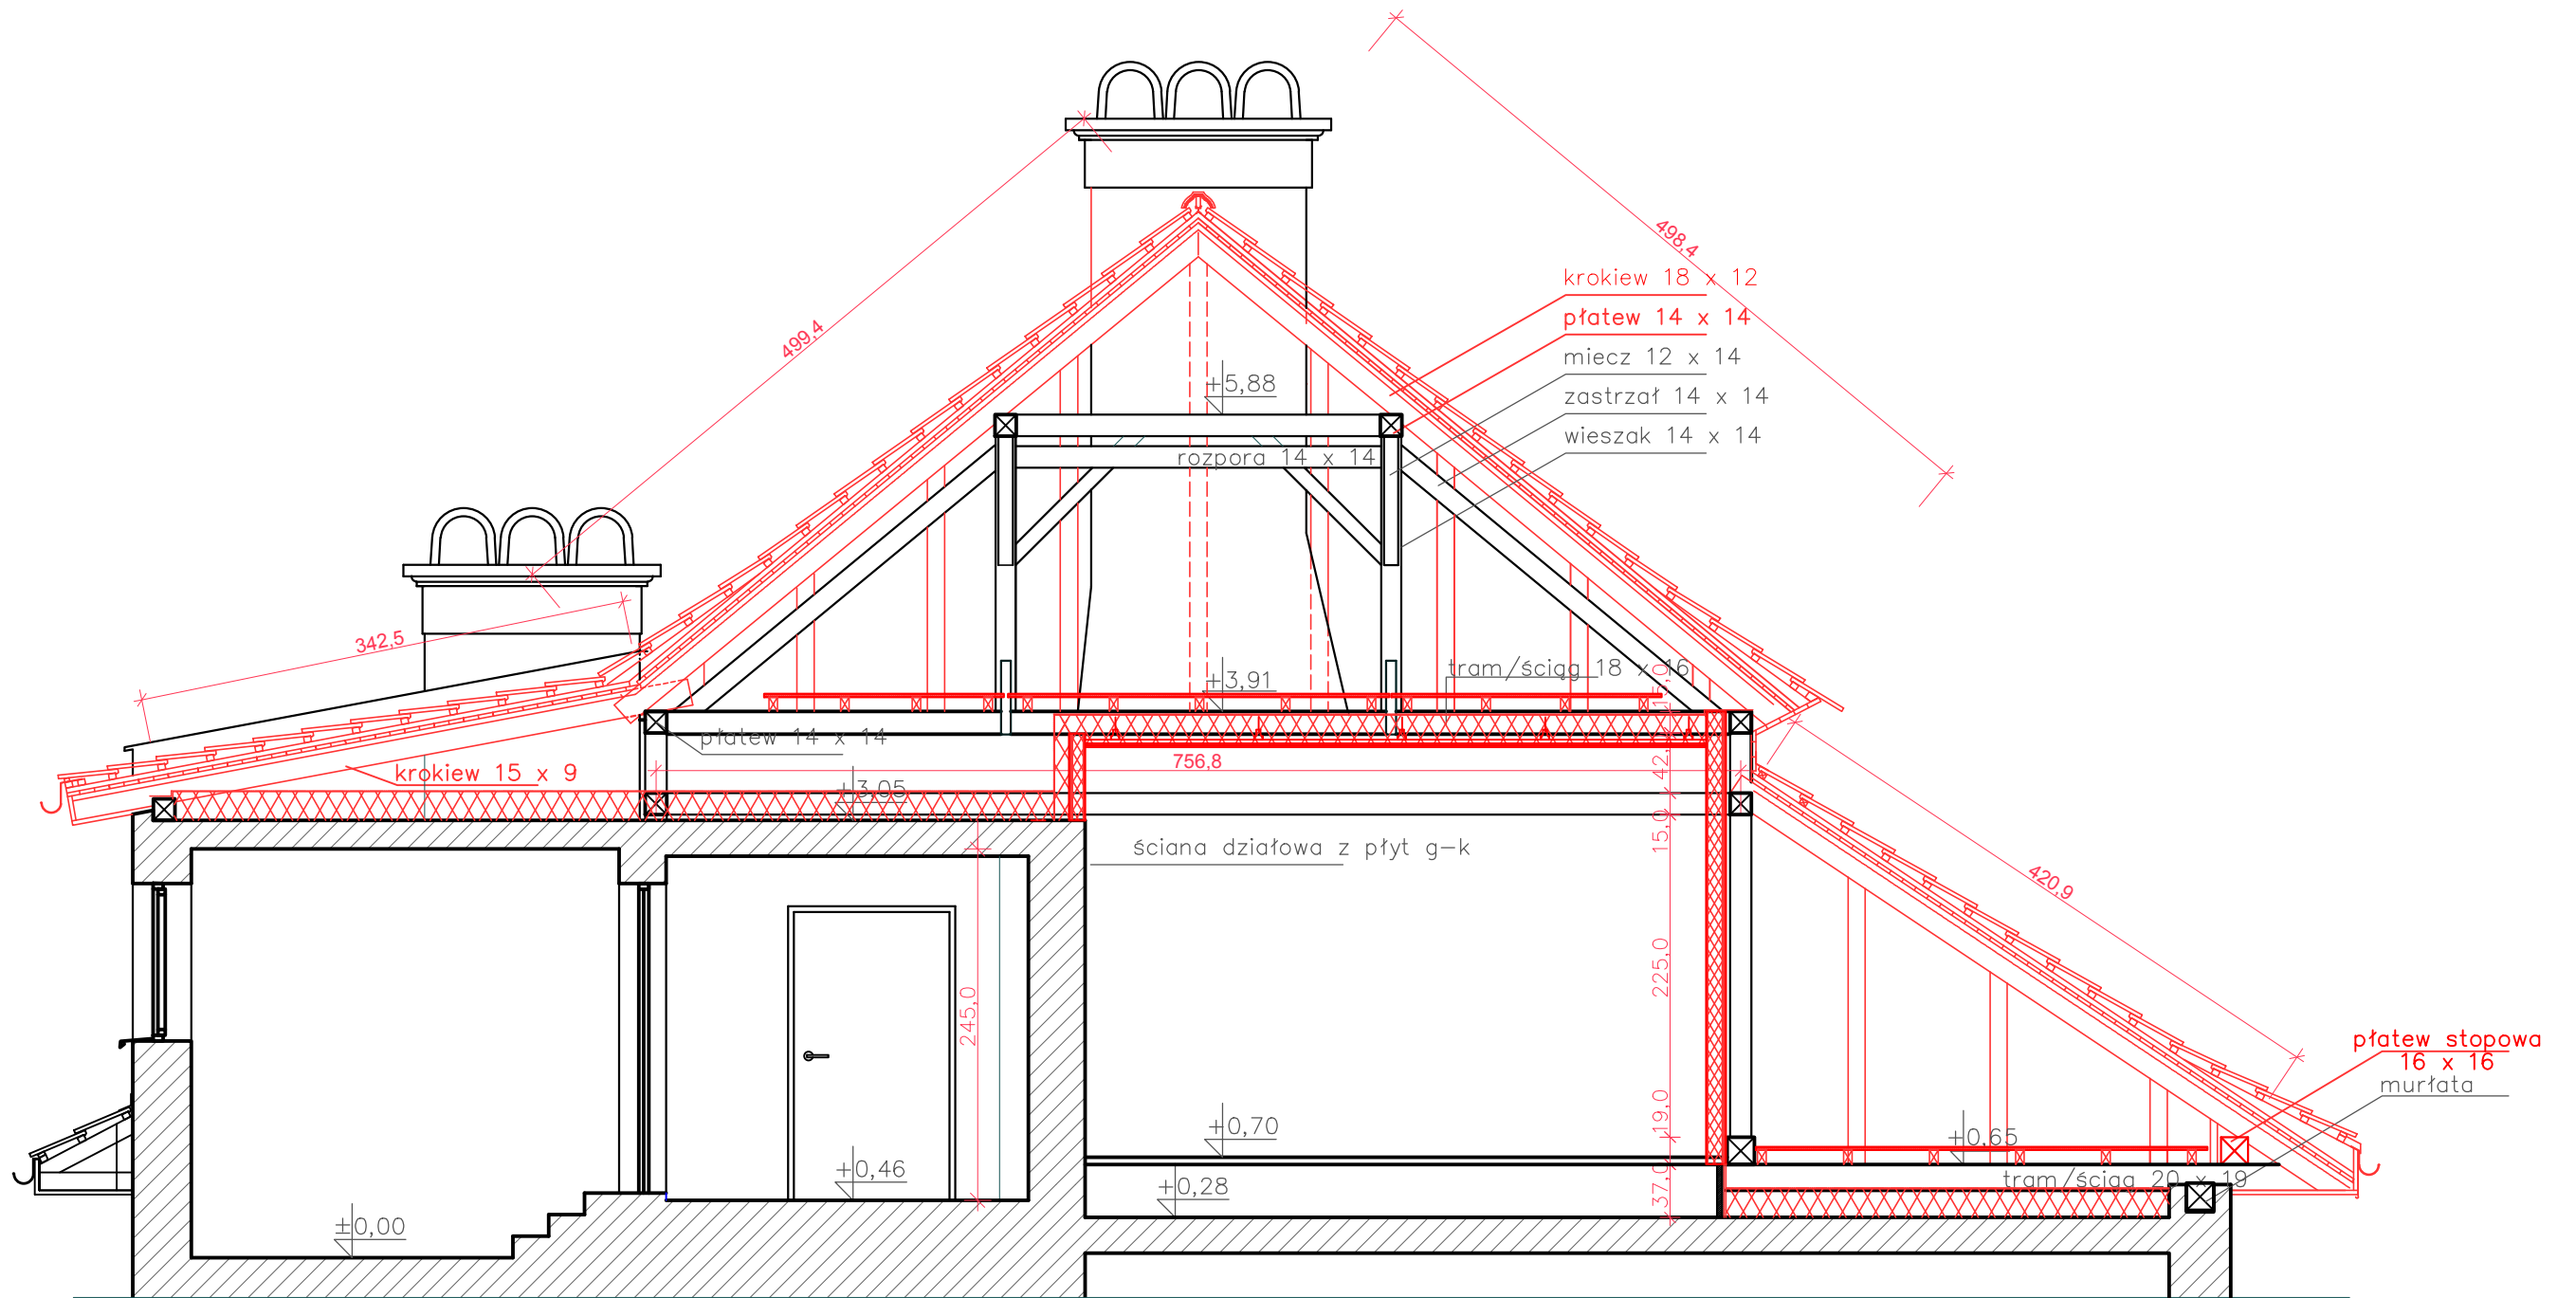 498,4
krokiew 18 x 12
płatew 14 x 14
499,4
miecz 12 x 14
+5,88
zastrzał 14 x 14
wieszak 14 x 14
rozpora 14 x 14
342,5
tram/ściąg 18 x 16
+3,91
15,0
płatew 14 x 14
krokiew 15 x 9
756,8
+3,05
15,0
ściana działowa z płyt g-k
420,9
225,0
245,0
płatew stopowa
16 x 16
murłata
19,0
+0,70
+0,65
+0,46
+0,28
37,0
tram/ściąg 20 x 19
±0,00